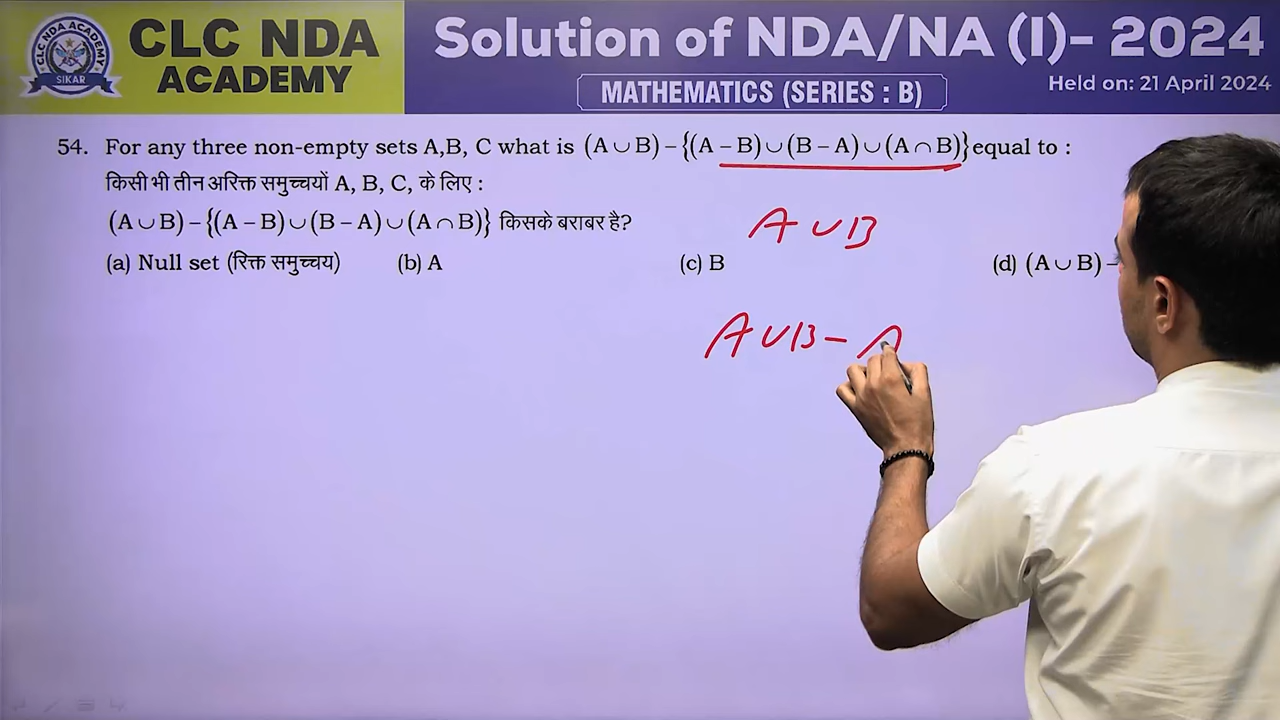 CLC NDA ACADEMY
SIKAR
CLC NDA
ACADEMY
Solution of NDA/NA (I)- 2024
MATHEMATICS (SERIES : B)
Held on: 21 April 2024
54. For any three non-empty sets A,B, C what is (A∪B)−{(A−B)∪(B−A)∪(A∩B)}equal to :
किसी भी तीन अरिक्त समुच्चयों A, B, C, के लिए :
(A∪B)−{(A−B)∪(B−A)∪(A∩B)} किसके बराबर है?
A∪B
(a) Null set (रिक्त समुच्चय) (b) A (c) B (d) (A∪B)−
A∪B− A